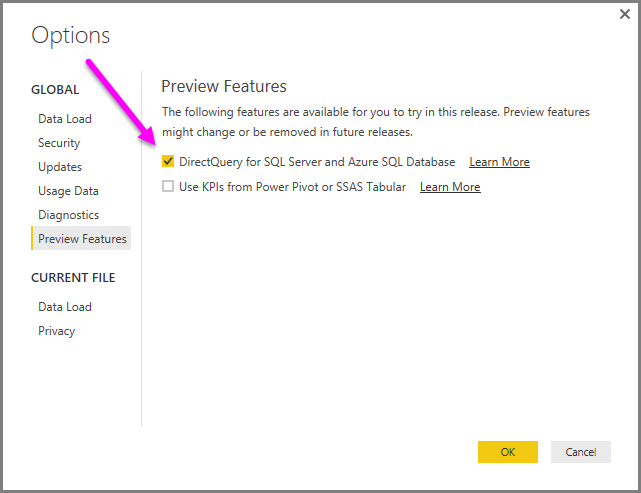 Options
GLOBAL
Data Load
Security
Updates
Usage Data
Diagnostics
Preview Features
CURRENT FILE
Data Load
Privacy
Preview Features
The following features are available for you to try in this release. Preview features
might change or be removed in future releases.
DirectQuery for SQL Server and Azure SQL Database Learn More
Use KPIs from Power Pivot or SSAS Tabular Learn More
OK Cancel